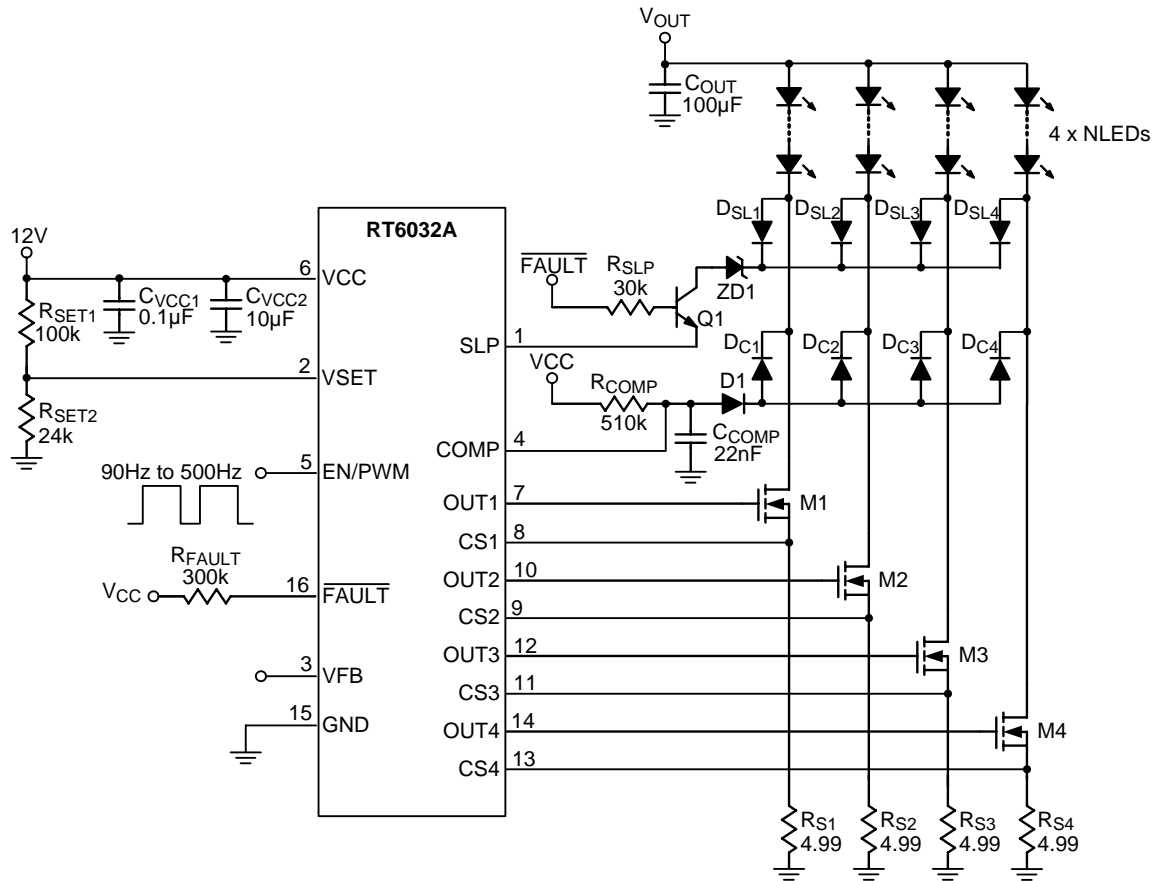 VOUT
COUT
100µF
4 x NLEDs
DSL1
DSL2
DSL3
DSL4
RT6032A
12V
6
VCC
RSET1
100k
CVCC1
0.1µF
CVCC2
10µF
FAULT
RSLP
30k
ZD1
Q1
SLP
1
2
VSET
VCC
RCOMP
510k
D1
DC1
DC2
DC3
DC4
RSET2
24k
CCOMP
22nF
COMP
4
90Hz to 500Hz
5
EN/PWM
OUT1
7
M1
CS1
8
RFAULT
300k
VCC
16
FAULT
OUT2
10
M2
CS2
9
OUT3
12
M3
3
VFB
CS3
11
15
GND
OUT4
14
M4
CS4
13
RS1
4.99
RS2
4.99
RS3
4.99
RS4
4.99